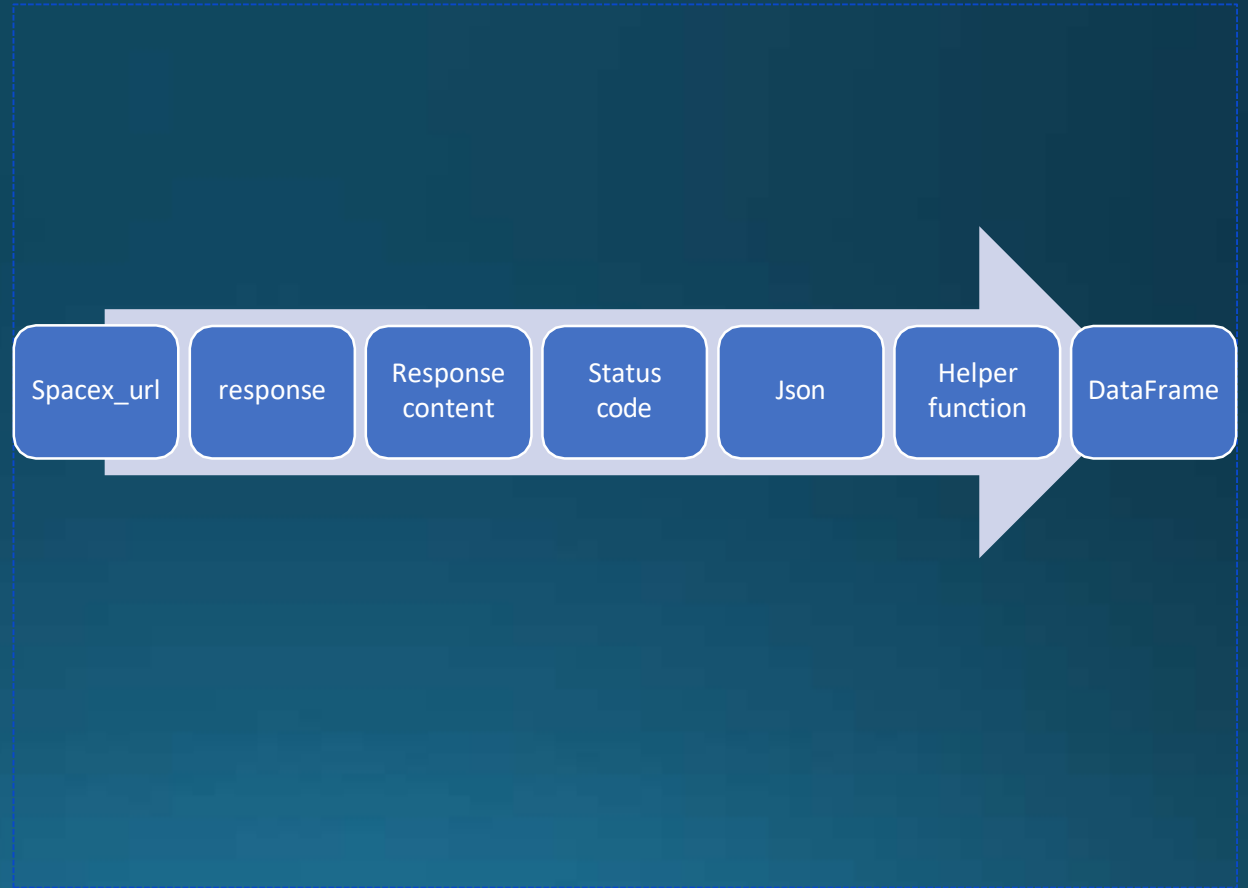 Spacex_url
response
Response
content
Status
code
Json
Helper
function
DataFrame